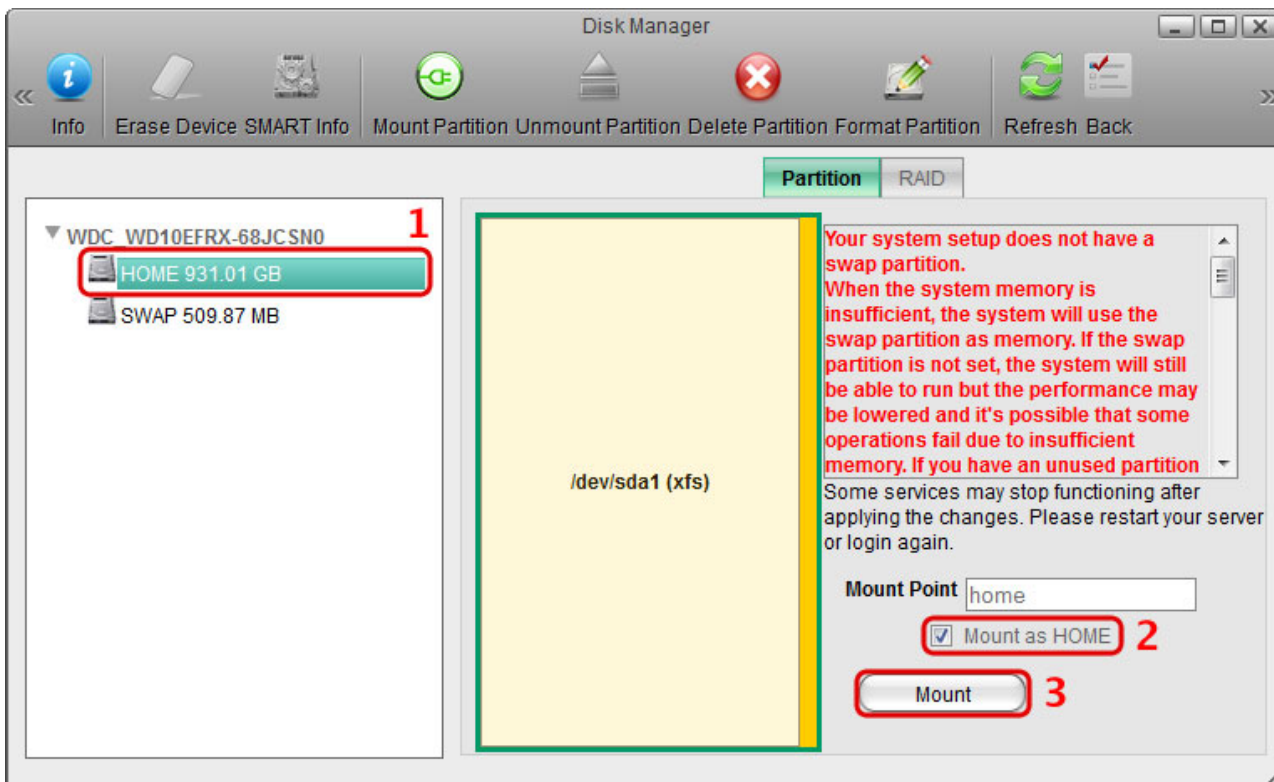 Disk Manager
Info
Erase Device
SMART Info
Mount Partition
Unmount Partition
Delete Partition
Format Partition
Refresh
Back
Partition
RAID
WDC_WD10EFRX-68JCSN0
1
HOME 931.01 GB
SWAP 509.87 MB
/dev/sda1 (xfs)
Your system setup does not have a
swap partition.
When the system memory is
insufficient, the system will use the
swap partition as memory. If the swap
partition is not set, the system will still
be able to run but the performance may
be lowered and it's possible that some
operations fail due to insufficient
memory. If you have an unused partition
Some services may stop functioning after
applying the changes. Please restart your server
or login again.
Mount Point
home
Mount as HOME
2
Mount
3